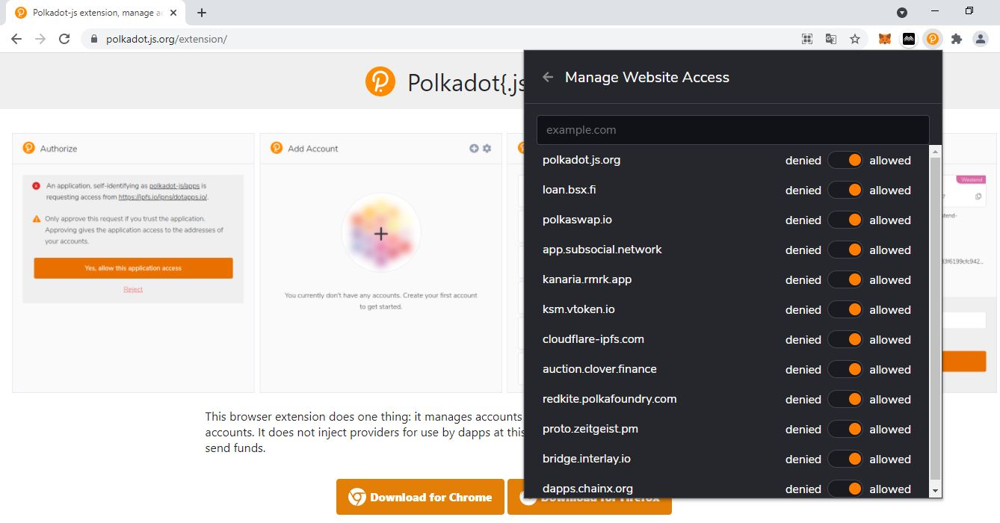 Polkadot-js extension, manage ac
polkadot.js.org/extension/
Polkadot{.js
Authorize
An application, self-identifying as polkadot-js/apps is
requesting access from https://ipfs.io/ipns/dotapps.io/.
Only approve this request if you trust the application.
Approving gives the application access to the addresses of
your accounts.
Yes, allow this application access
Reject
Add Account
You currently don't have any accounts. Create your first account
to get started.
Manage Website Access
example.com
polkadot.js.org denied allowed
loan.bsx.fi denied allowed
polkaswap.io denied allowed
app.subsocial.network denied allowed
kanaria.rmrk.app denied allowed
ksm.vtoken.io denied allowed
cloudflare-ipfs.com denied allowed
auction.clover.finance denied allowed
redkite.polkafoundry.com denied allowed
proto.zeitgeist.pm denied allowed
bridge.interlay.io denied allowed
dapps.chainx.org denied allowed
Westend
This browser extension does one thing: it manages accounts
accounts. It does not inject providers for use by dapps at this
send funds.
Download for Chrome
Download for Firefox